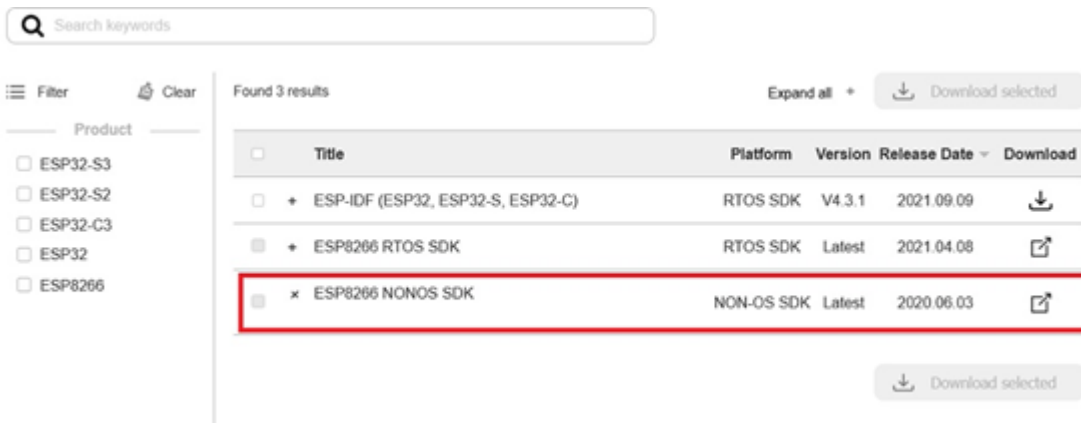 Search keywords
Filter Clear
Found 3 results
Expand all +
Download selected
Product
ESP32-S3
ESP32-S2
ESP32-C3
ESP32
ESP8266
Title Platform Version Release Date Download
+ ESP-IDF (ESP32, ESP32-S, ESP32-C) RTOS SDK V4.3.1 2021.09.09
+ ESP8266 RTOS SDK RTOS SDK Latest 2021.04.08
× ESP8266 NONOS SDK NON-OS SDK Latest 2020.06.03
Download selected